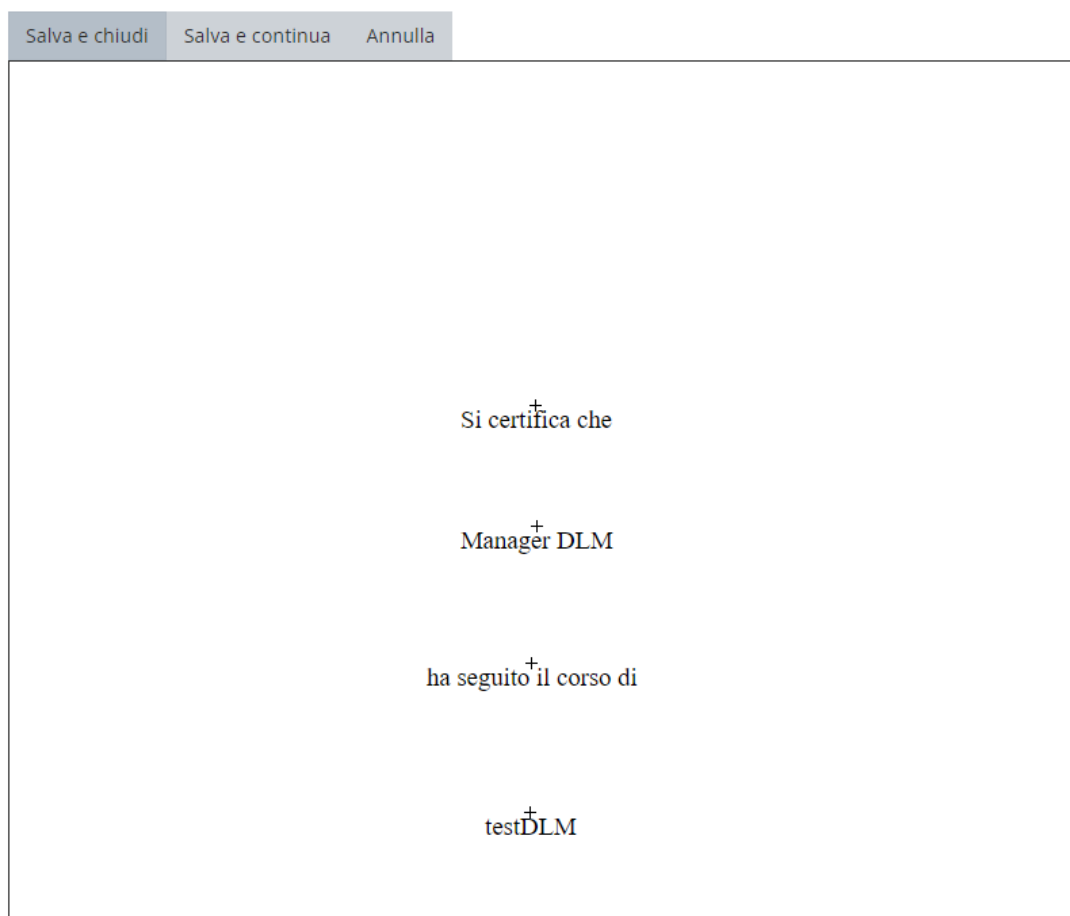 Salva e chiudi Salva e continua Annulla
Si certifica che
Manager DLM
ha seguito il corso di
testDLM